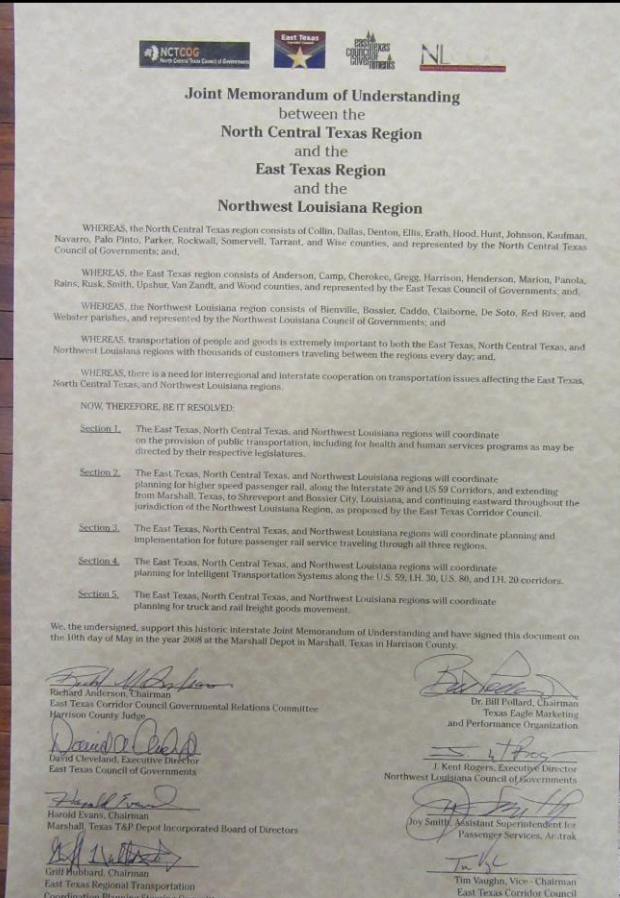 NCTCOG
North Central Texas Council of Governments
East Texas
Corridor Council
east texas
council of
governments
NL
Joint Memorandum of Understanding
between the
North Central Texas Region
and the
East Texas Region
and the
Northwest Louisiana Region
WHEREAS, the North Central Texas region consists of Collin, Dallas, Denton, Ellis, Erath, Hood, Hunt, Johnson, Kaufman,
Navarro, Palo Pinto, Parker, Rockwall, Somervell, Tarrant, and Wise counties, and represented by the North Central Texas
Council of Governments; and,
WHEREAS, the East Texas region consists of Anderson, Camp, Cherokee, Gregg, Harrison, Henderson, Marion, Panola,
Rains, Rusk, Smith, Upshur, Van Zandt, and Wood counties, and represented by the East Texas Council of Governments; and,
WHEREAS, the Northwest Louisiana region consists of Bienville, Bossier, Caddo, Claiborne, De Soto, Red River, and
Webster parishes, and represented by the Northwest Louisiana Council of Governments; and
WHEREAS, transportation of people and goods is extremely important to both the East Texas, North Central Texas, and
Northwest Louisiana regions with thousands of customers traveling between the regions every day; and,
WHEREAS, there is a need for interregional and interstate cooperation on transportation issues affecting the East Texas,
North Central Texas, and Northwest Louisiana regions.
NOW, THEREFORE, BE IT RESOLVED:
Section 1. The East Texas, North Central Texas, and Northwest Louisiana regions will coordinate
on the provision of public transportation, including for health and human services programs as may be
directed by their respective legislatures.
Section 2. The East Texas, North Central Texas, and Northwest Louisiana regions will coordinate
planning for higher speed passenger rail, along the Interstate 20 and US 59 Corridors, and extending
from Marshall, Texas, to Shreveport and Bossier City, Louisiana, and continuing eastward throughout the
jurisdiction of the Northwest Louisiana Region, as proposed by the East Texas Corridor Council.
Section 3. The East Texas, North Central Texas, and Northwest Louisiana regions will coordinate planning and
implementation for future passenger rail service traveling through all three regions.
Section 4. The East Texas, North Central Texas, and Northwest Louisiana regions will coordinate
planning for Intelligent Transportation Systems along the U.S. 59, I.H. 30, U.S. 80, and I.H. 20 corridors.
Section 5. The East Texas, North Central Texas, and Northwest Louisiana regions will coordinate
planning for truck and rail freight goods movement.
We, the undersigned, support this historic interstate Joint Memorandum of Understanding and have signed this document on
the 10th day of May in the year 2008 at the Marshall Depot in Marshall, Texas in Harrison County.
Richard Anderson, Chairman
East Texas Corridor Council Governmental Relations Committee
Harrison County Judge
David Cleveland, Executive Director
East Texas Council of Governments
Harold Evans
Harold Evans, Chairman
Marshall, Texas T&P Depot Incorporated Board of Directors
Griff Hubbard, Chairman
East Texas Regional Transportation
Coordination Planning Steering
Bill Pollard
Dr. Bill Pollard, Chairman
Texas Eagle Marketing
and Performance Organization
J. Kent Rogers, Executive Director
Northwest Louisiana Council of Governments
Joy Smith, Assistant Superintendent for
Passenger Services, Amtrak
Tim Vaughn, Vice - Chairman
East Texas Corridor Council